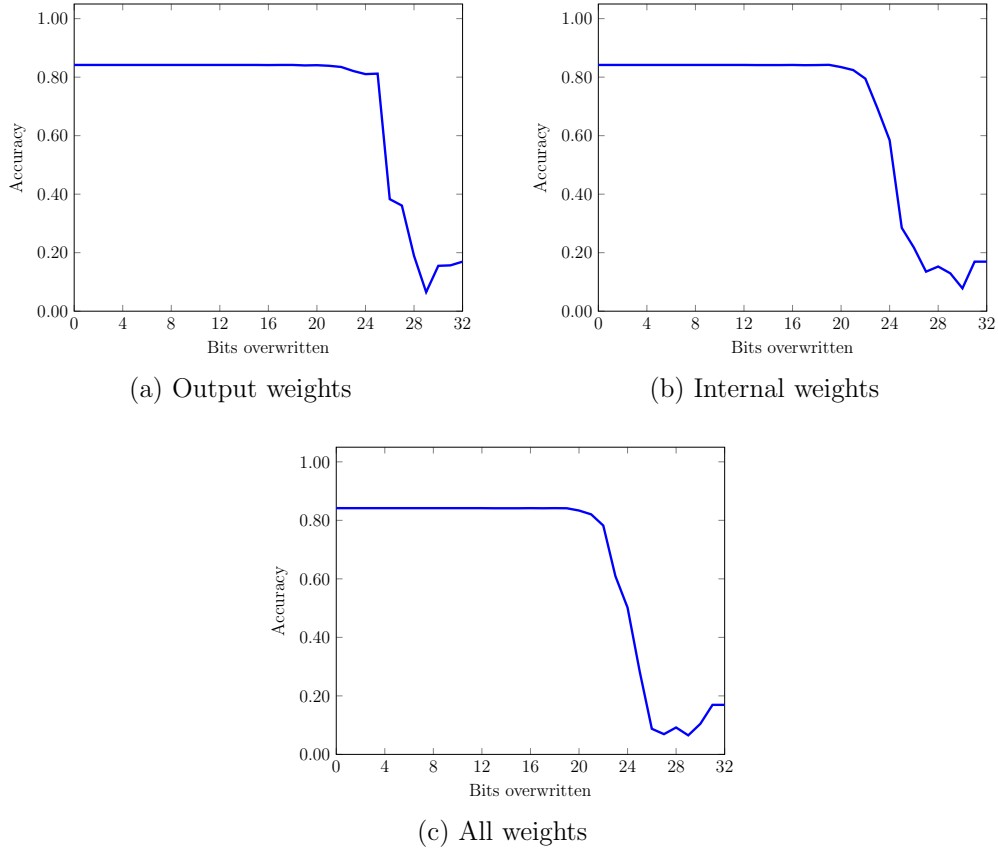 1.00
0.80
0.60
0.40
0.20
0.00
Accuracy
0 4 8 12 16 20 24 28 32
Bits overwritten
(a) Output weights
1.00
0.80
0.60
0.40
0.20
0.00
Accuracy
0 4 8 12 16 20 24 28 32
Bits overwritten
(b) Internal weights
1.00
0.80
0.60
0.40
0.20
0.00
Accuracy
0 4 8 12 16 20 24 28 32
Bits overwritten
(c) All weights